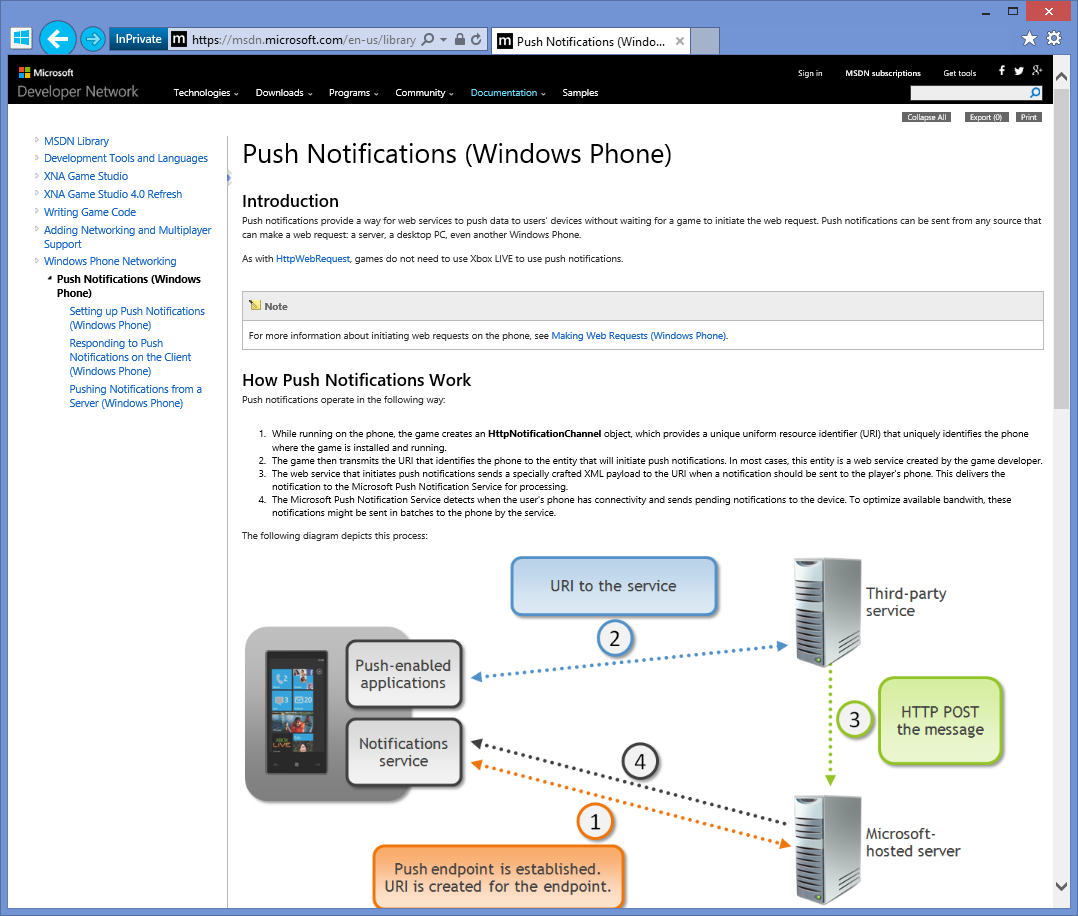 InPrivate
https://msdn.microsoft.com/en-us/library
Push Notifications (Windo...
Microsoft
Developer Network
Sign in
MSDN subscriptions
Get tools
Technologies
Downloads
Programs
Community
Documentation
Samples
Collapse All
Export (0)
Print
MSDN Library
Development Tools and Languages
XNA Game Studio
XNA Game Studio 4.0 Refresh
Writing Game Code
Adding Networking and Multiplayer
Support
Windows Phone Networking
Push Notifications (Windows
Phone)
Setting up Push Notifications
(Windows Phone)
Responding to Push
Notifications on the Client
(Windows Phone)
Pushing Notifications from a
Server (Windows Phone)
Push Notifications (Windows Phone)
Introduction
Push notifications provide a way for web services to push data to users' devices without waiting for a game to initiate the web request. Push notifications can be sent from any source that
can make a web request: a server, a desktop PC, even another Windows Phone.
As with HttpWebRequest, games do not need to use Xbox LIVE to use push notifications.
Note
For more information about initiating web requests on the phone, see Making Web Requests (Windows Phone).
How Push Notifications Work
Push notifications operate in the following way:
1. While running on the phone, the game creates an HttpNotificationChannel object, which provides a unique uniform resource identifier (URI) that uniquely identifies the phone
where the game is installed and running.
2. The game then transmits the URI that identifies the phone to the entity that will initiate push notifications. In most cases, this entity is a web service created by the game developer.
3. The web service that initiates push notifications sends a specially crafted XML payload to the URI when a notification should be sent to the player's phone. This delivers the
notification to the Microsoft Push Notification Service for processing.
4. The Microsoft Push Notification Service detects when the user's phone has connectivity and sends pending notifications to the device. To optimize available bandwith, these
notifications might be sent in batches to the phone by the service.
The following diagram depicts this process:
URI to the service
Third-party
service
2
Push-enabled
applications
HTTP POST
the message
3
Notifications
service
XBOX
LIVE
4
1
Microsoft-
hosted server
Push endpoint is established.
URI is created for the endpoint.